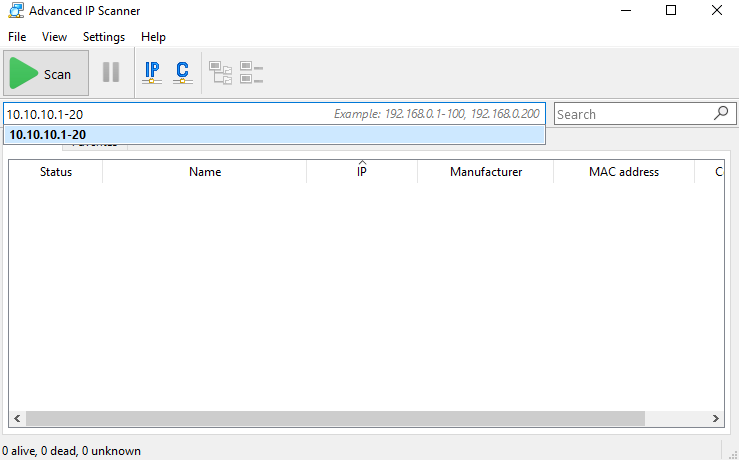 Advanced IP Scanner
File View Settings Help
Scan IP C
10.10.10.1-20 Example: 192.168.0.1-100, 192.168.0.200 Search
10.10.10.1-20
Status Name IP Manufacturer MAC address C
0 alive, 0 dead, 0 unknown